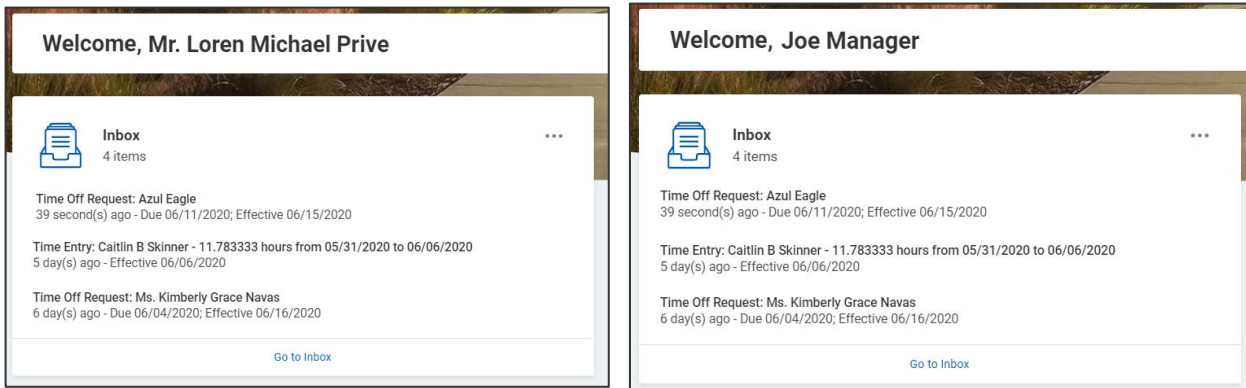 Welcome, Mr. Loren Michael Prive
Inbox
4 items
Time Off Request: Azul Eagle
39 second(s) ago - Due 06/11/2020; Effective 06/15/2020
Time Entry: Caitlin B Skinner - 11.783333 hours from 05/31/2020 to 06/06/2020
5 day(s) ago - Effective 06/06/2020
Time Off Request: Ms. Kimberly Grace Navas
6 day(s) ago - Due 06/04/2020; Effective 06/16/2020
Go to Inbox
Welcome, Joe Manager
Inbox
4 items
Time Off Request: Azul Eagle
39 second(s) ago - Due 06/11/2020; Effective 06/15/2020
Time Entry: Caitlin B Skinner - 11.783333 hours from 05/31/2020 to 06/06/2020
5 day(s) ago - Effective 06/06/2020
Time Off Request: Ms. Kimberly Grace Navas
6 day(s) ago - Due 06/04/2020; Effective 06/16/2020
Go to Inbox